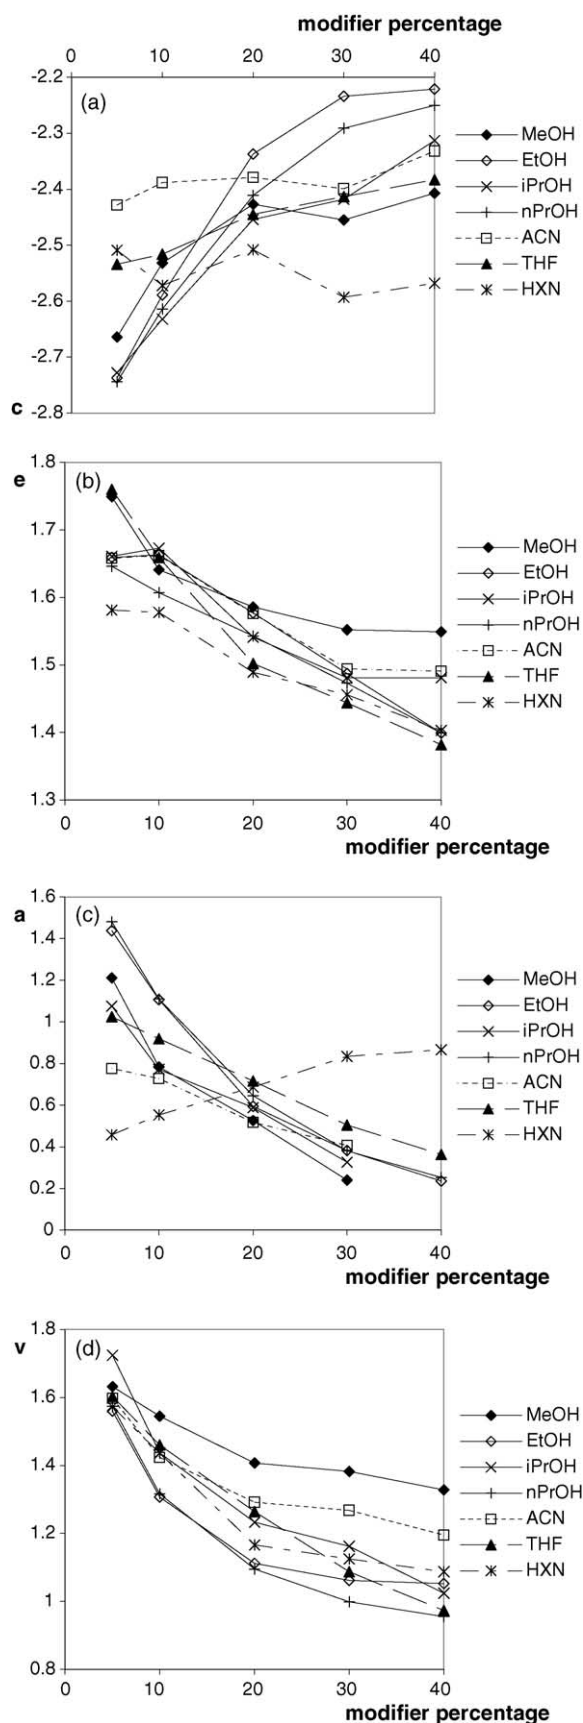 modifier percentage
0 10 20 30 40
-2.2
(a)
-2.3
-2.4
-2.5
-2.6
-2.7
-2.8
c
MeOH
EtOH
iPrOH
nPrOH
ACN
THF
HXN
e
1.8
(b)
1.7
1.6
1.5
1.4
1.3
0 10 20 30 40
modifier percentage
MeOH
EtOH
iPrOH
nPrOH
ACN
THF
HXN
a
1.6
(c)
1.4
1.2
1
0.8
0.6
0.4
0.2
0
0 10 20 30 40
modifier percentage
MeOH
EtOH
iPrOH
nPrOH
ACN
THF
HXN
v
1.8
(d)
1.6
1.4
1.2
1
0.8
0 10 20 30 40
modifier percentage
MeOH
EtOH
iPrOH
nPrOH
ACN
THF
HXN